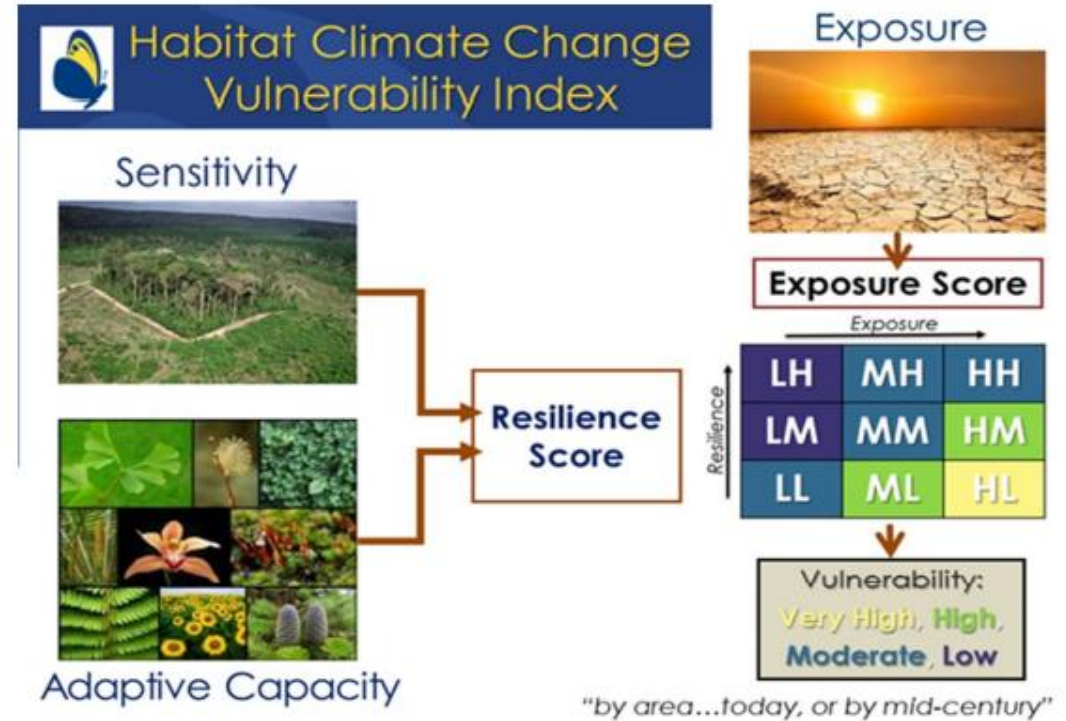 Habitat Climate Change
Vulnerability Index
Exposure
Sensitivity
Exposure Score
Exposure
Resilience
LH MH HH
LM MM HM
LL ML HL
Resilience
Score
Vulnerability:
Very High, High,
Moderate, Low
Adaptive Capacity
“by area...today, or by mid-century”